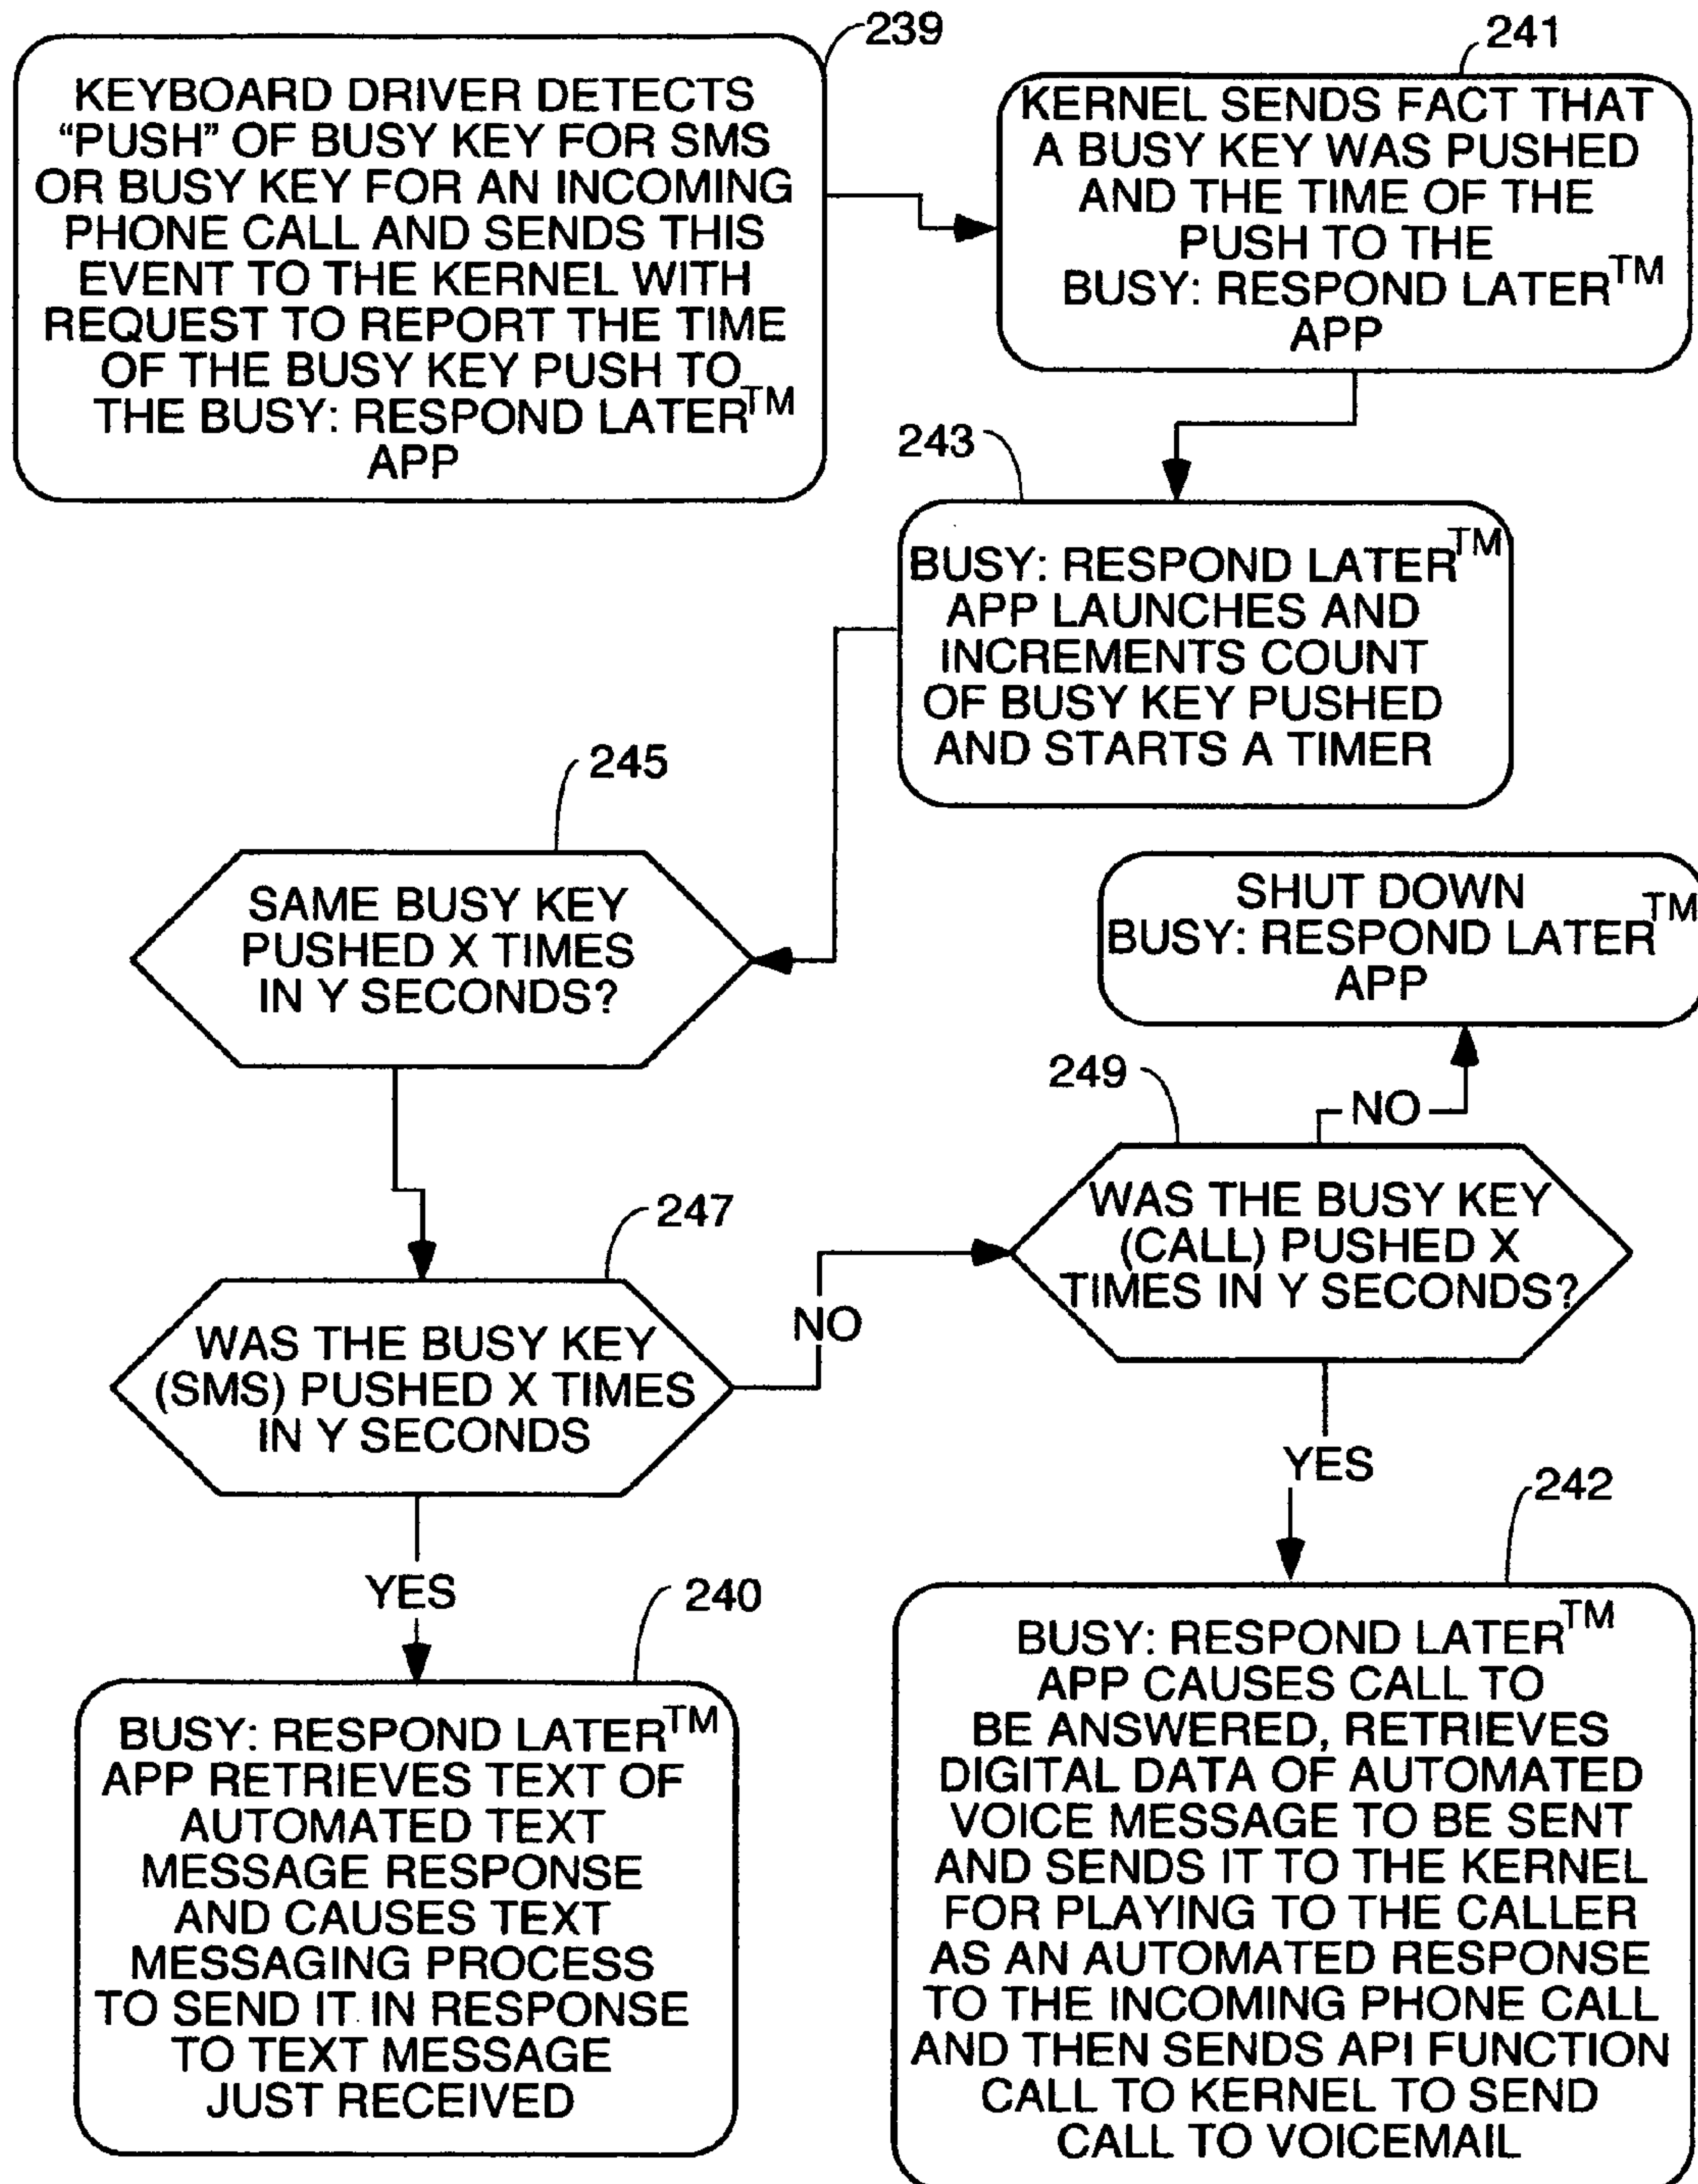 239
KEYBOARD DRIVER DETECTS
“PUSH” OF BUSY KEY FOR SMS
OR BUSY KEY FOR AN INCOMING
PHONE CALL AND SENDS THIS
EVENT TO THE KERNEL WITH
REQUEST TO REPORT THE TIME
OF THE BUSY KEY PUSH TO
THE BUSY: RESPOND LATER™
APP
241
KERNEL SENDS FACT THAT
A BUSY KEY WAS PUSHED
AND THE TIME OF THE
PUSH TO THE
BUSY: RESPOND LATER™
APP
243
BUSY: RESPOND LATER™
APP LAUNCHES AND
INCREMENTS COUNT
OF BUSY KEY PUSHED
AND STARTS A TIMER
245
SAME BUSY KEY
PUSHED X TIMES
IN Y SECONDS?
SHUT DOWN
BUSY: RESPOND LATER™
APP
249
NO
WAS THE BUSY KEY
(CALL) PUSHED X
TIMES IN Y SECONDS?
247
NO
WAS THE BUSY KEY
(SMS) PUSHED X TIMES
IN Y SECONDS
YES
240
BUSY: RESPOND LATER™
APP RETRIEVES TEXT OF
AUTOMATED TEXT
MESSAGE RESPONSE
AND CAUSES TEXT
MESSAGING PROCESS
TO SEND IT IN RESPONSE
TO TEXT MESSAGE
JUST RECEIVED
YES
242
BUSY: RESPOND LATER™
APP CAUSES CALL TO
BE ANSWERED, RETRIEVES
DIGITAL DATA OF AUTOMATED
VOICE MESSAGE TO BE SENT
AND SENDS IT TO THE KERNEL
FOR PLAYING TO THE CALLER
AS AN AUTOMATED RESPONSE
TO THE INCOMING PHONE CALL
AND THEN SENDS API FUNCTION
CALL TO KERNEL TO SEND
CALL TO VOICEMAIL